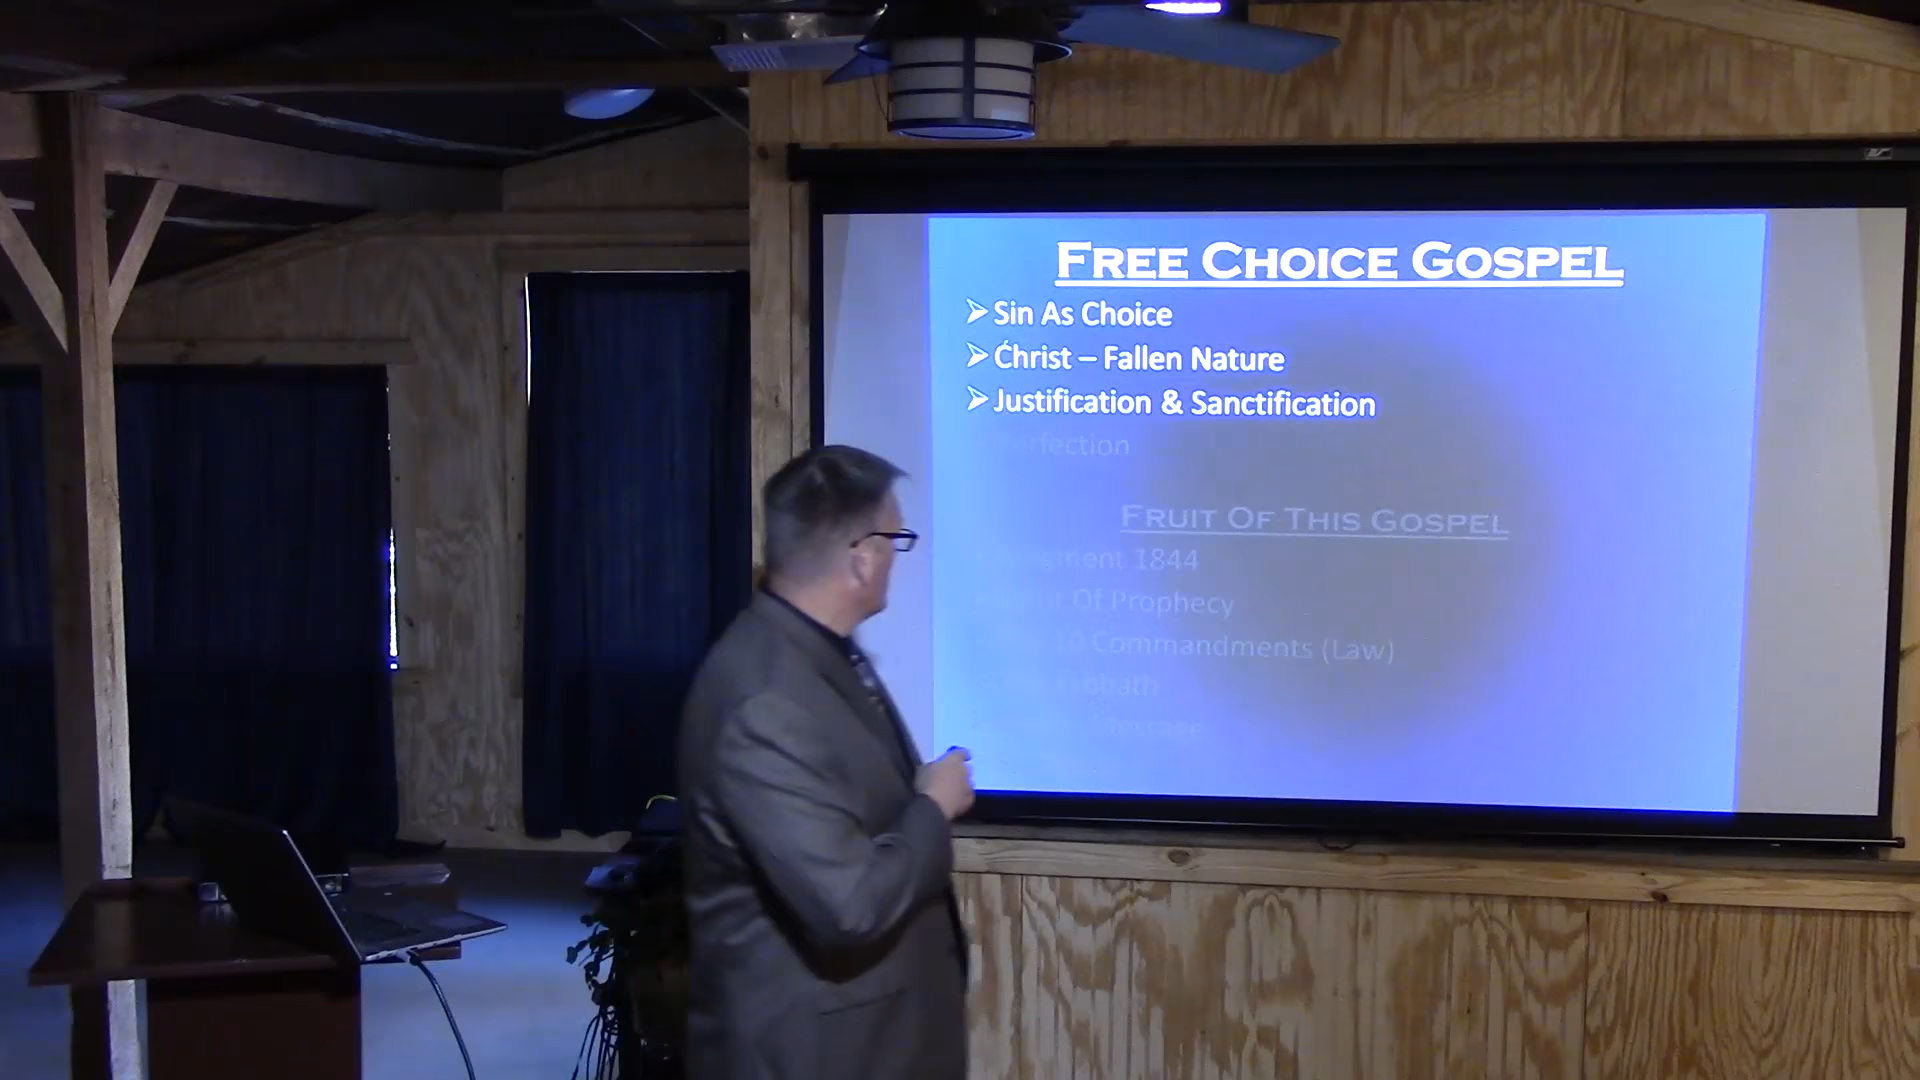 FREE CHOICE GOSPEL
➢ Sin As Choice
➢ Christ – Fallen Nature
➢ Justification & Sanctification
FRUIT OF THIS GOSPEL
1844
Of Prophecy
10 Commandments (Law)